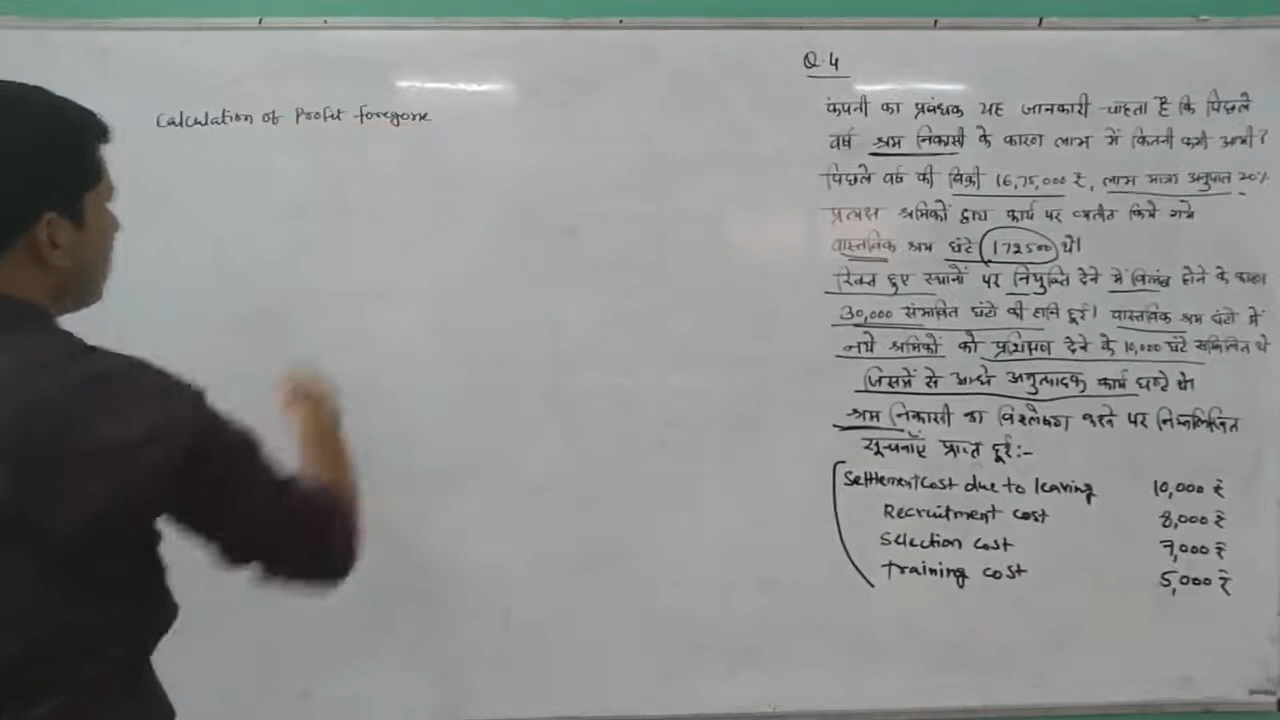 Calculation of Profit foregone
Q.4
कंपनी का प्रबंधक यह जानकारी चाहता है कि पिछले
वर्ष श्रम निकासी के कारण लाभ में कितनी कमी आयी?
पिछले वर्ष की बिक्री 16,75,000 ₹, लाभ मात्रा अनुपात 20%
प्रत्यक्ष श्रमिकों द्वारा कार्य पर व्यतीत किये गये
वास्तविक श्रम घंटे 172500 थे।
रिक्त हुए स्थानों पर नियुक्ति देने में विलंब होने के कारण
30,000 संभावित घंटे की हानि हुई। वास्तविक श्रम घंटो में
नये श्रमिकों को प्रशिक्षण देने के 10,000 घंटे सम्मिलित थे
जिसमें से आधे अनुत्पादक कार्य घण्टे थे।
श्रम निकासी का विश्लेषण करने पर निम्नलिखित
सूचनाएँ प्राप्त हुई:-
Settlement cost due to leaving 10,000 ₹
Recruitment cost 8,000 ₹
Selection cost 7,000 ₹
training cost 5,000 ₹